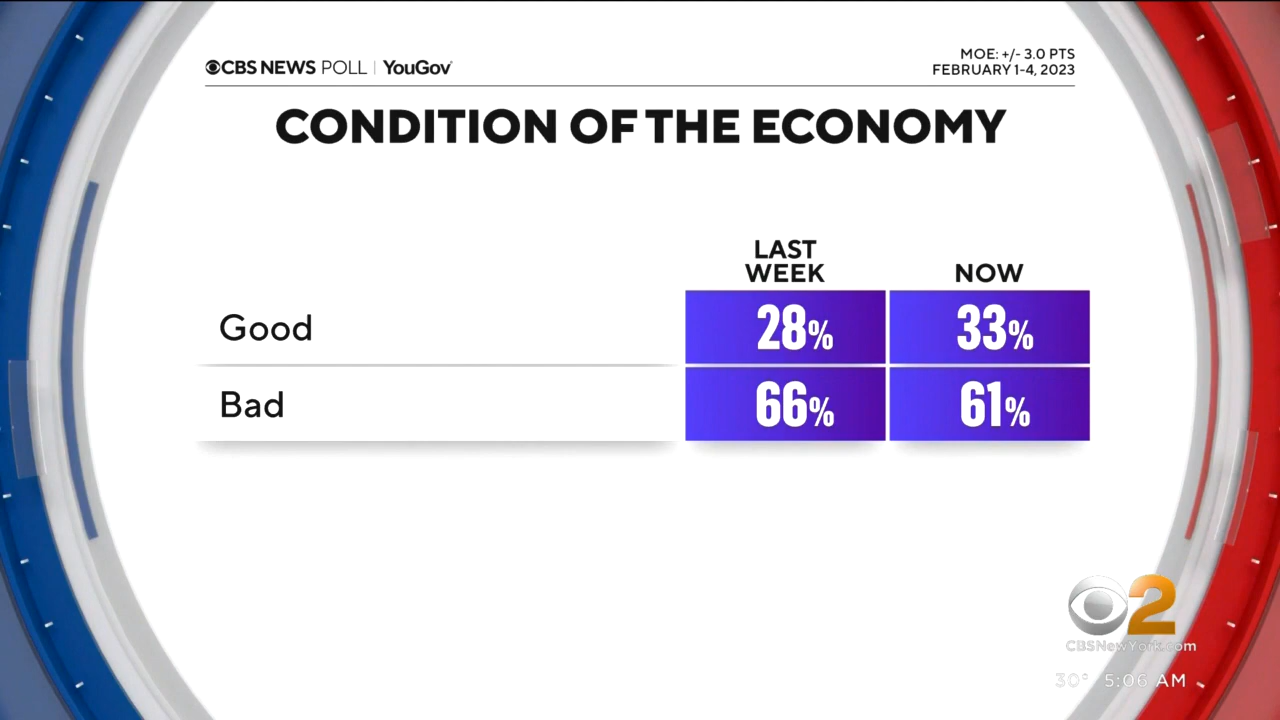 CBS NEWS POLL | YouGov
MOE: +/- 3.0 PTS
FEBRUARY 1-4, 2023
CONDITION OF THE ECONOMY
LAST WEEK
NOW
Good 28% 33%
Bad 66% 61%
2
CBSNewYork.com
30° 5:06 AM